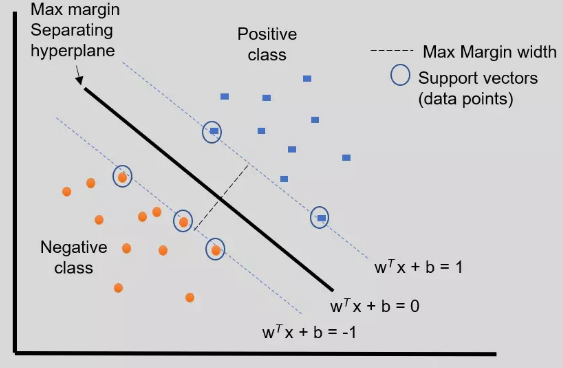 Max margin
Separating
hyperplane
Positive
class
Max Margin width
Support vectors
(data points)
Negative
class
wᵀx + b = 1
wᵀx + b = 0
wᵀx + b = -1